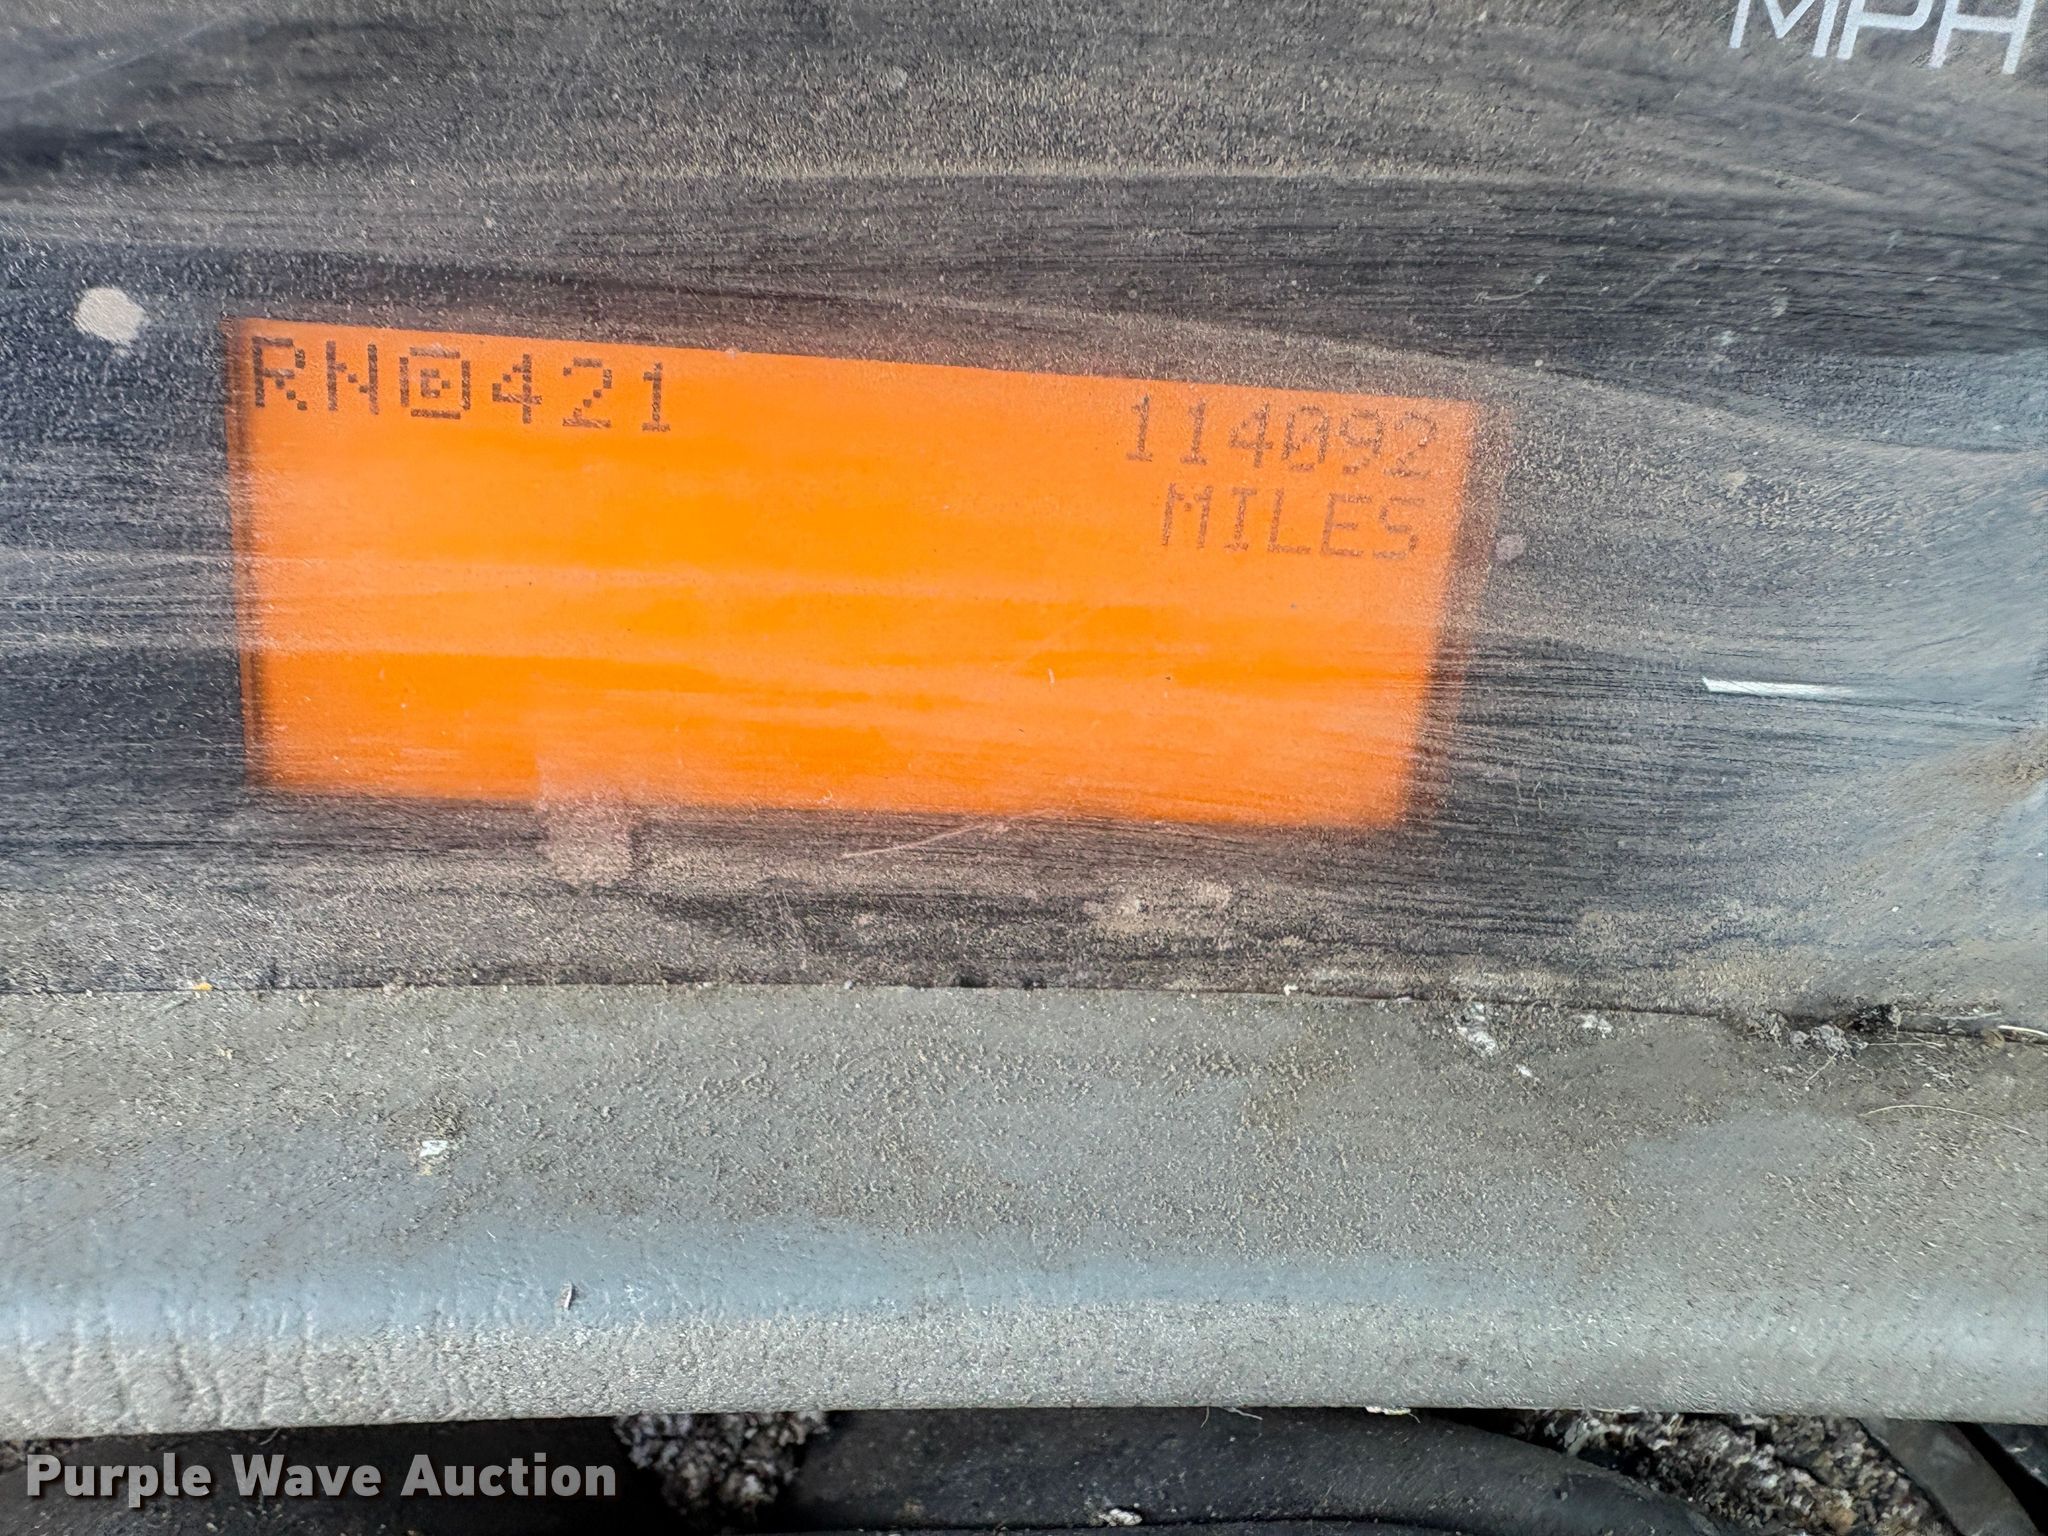 MPH
RN 421
114092
MILES
Purple Wave Auction